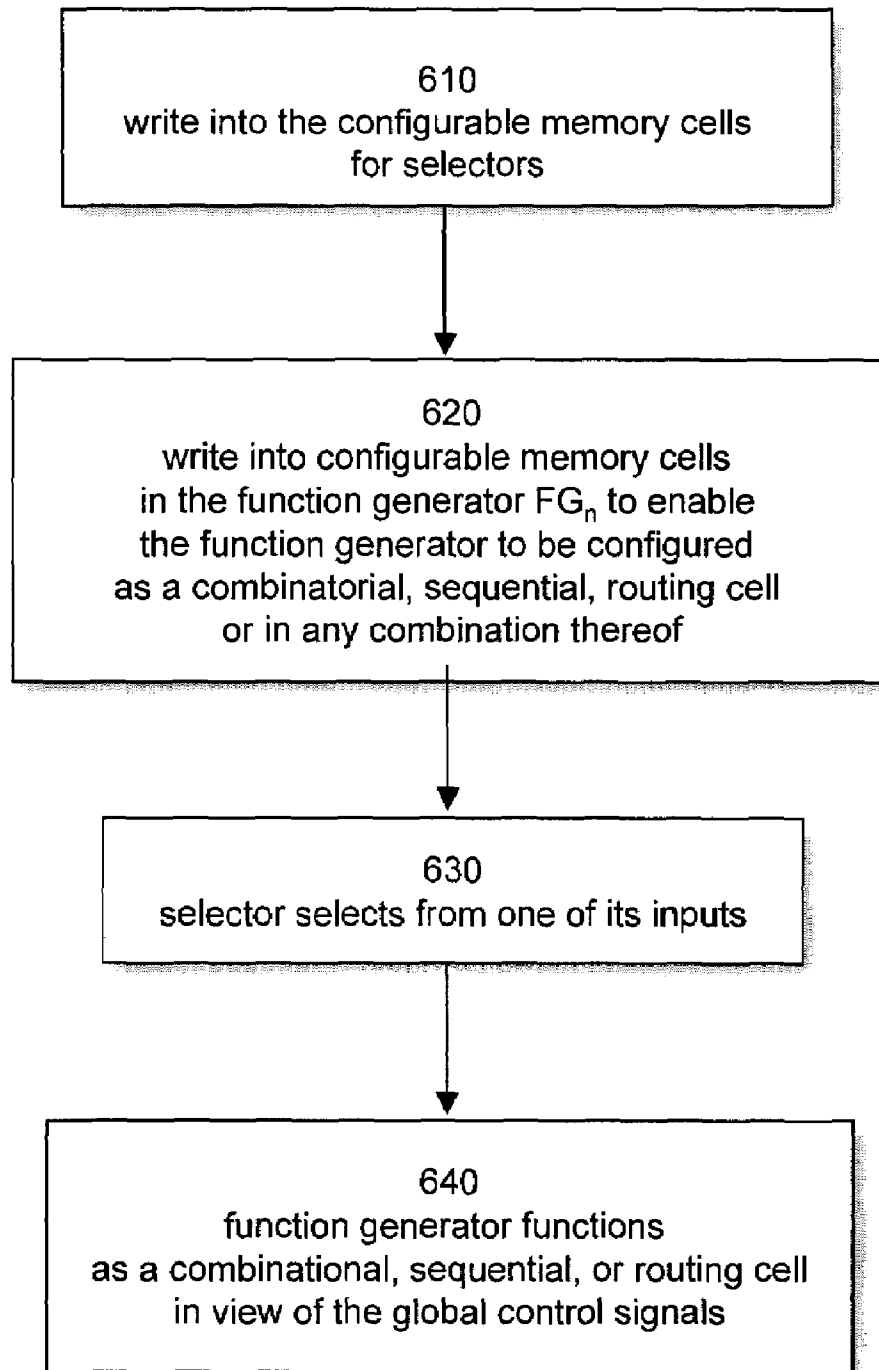 610
write into the configurable memory cells
for selectors
620
write into configurable memory cells
in the function generator FGn to enable
the function generator to be configured
as a combinatorial, sequential, routing cell
or in any combination thereof
630
selector selects from one of its inputs
640
function generator functions
as a combinational, sequential, or routing cell
in view of the global control signals